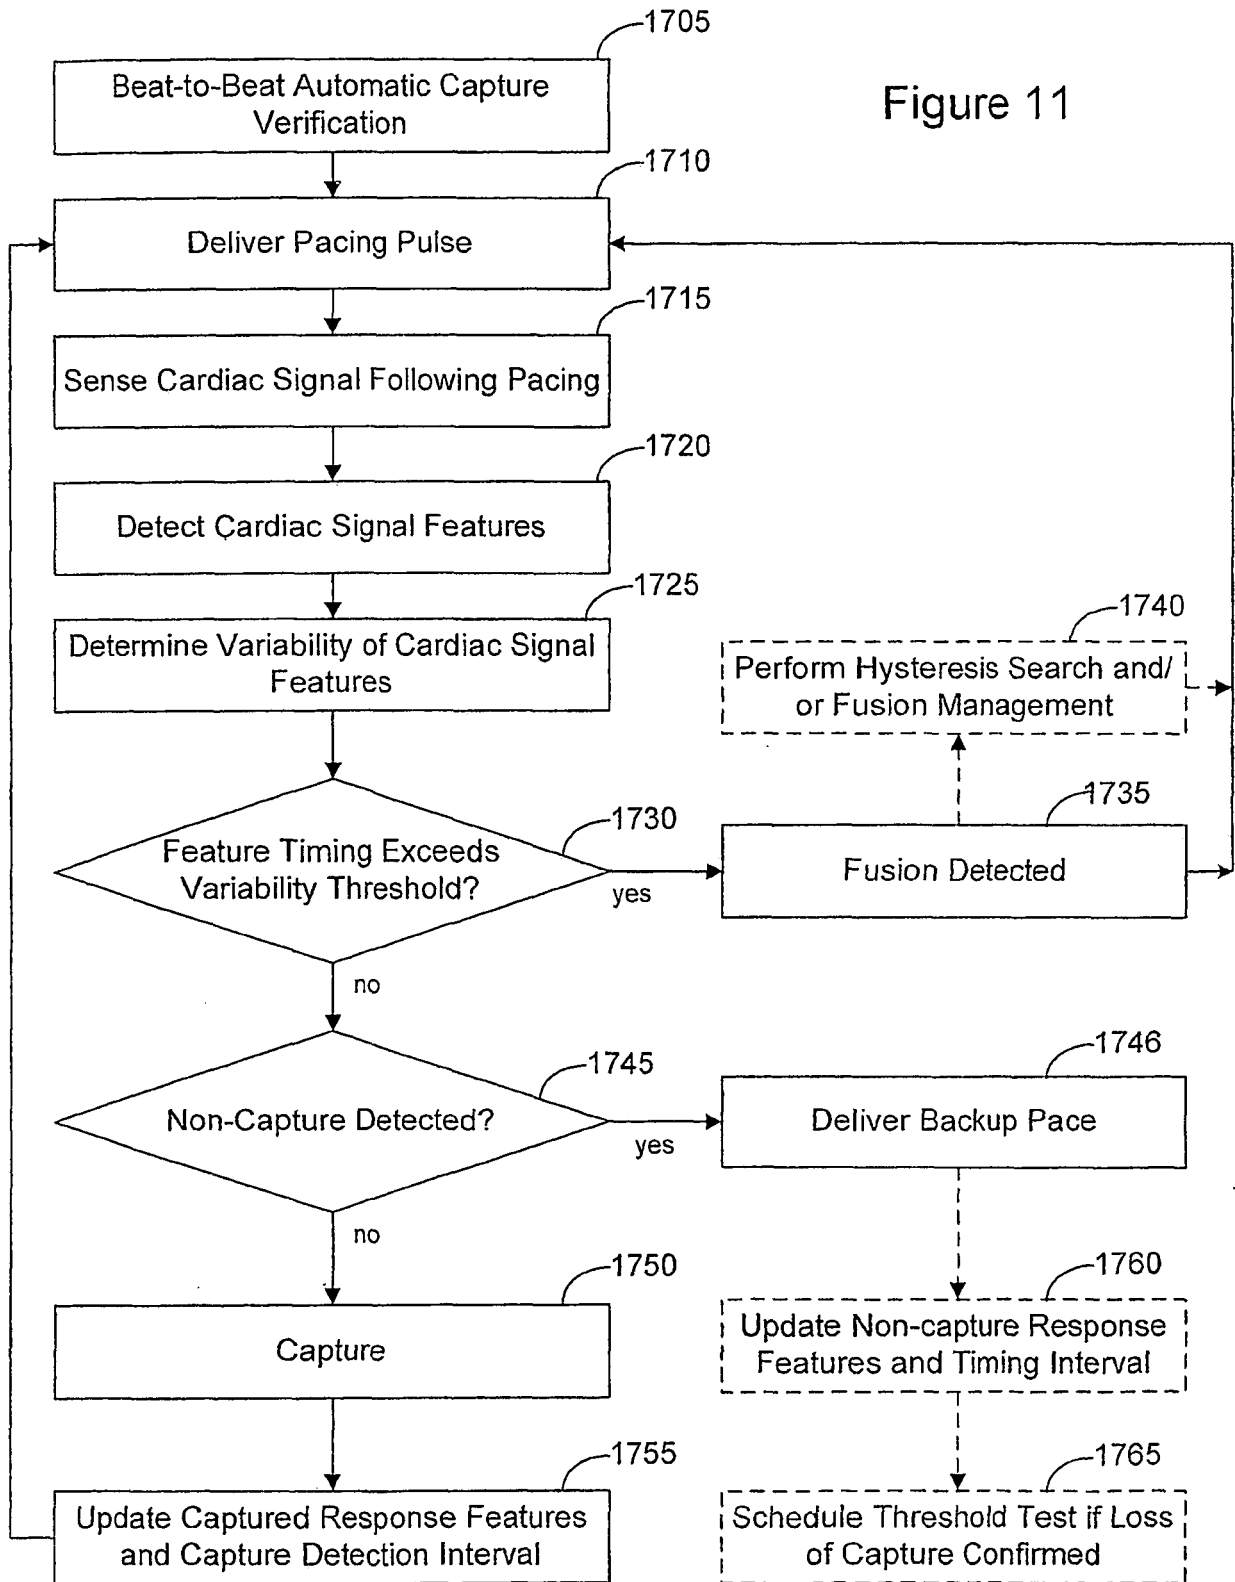 1705
Beat-to-Beat Automatic Capture
Verification
Figure 11
1710
Deliver Pacing Pulse
1715
Sense Cardiac Signal Following Pacing
1720
Detect Cardiac Signal Features
1725
Determine Variability of Cardiac Signal
Features
1740
Perform Hysteresis Search and/
or Fusion Management
1730
Feature Timing Exceeds
Variability Threshold?
yes
1735
Fusion Detected
no
1745
Non-Capture Detected?
yes
1746
Deliver Backup Pace
no
1750
Capture
1760
Update Non-capture Response
Features and Timing Interval
1755
Update Captured Response Features
and Capture Detection Interval
1765
Schedule Threshold Test if Loss
of Capture Confirmed